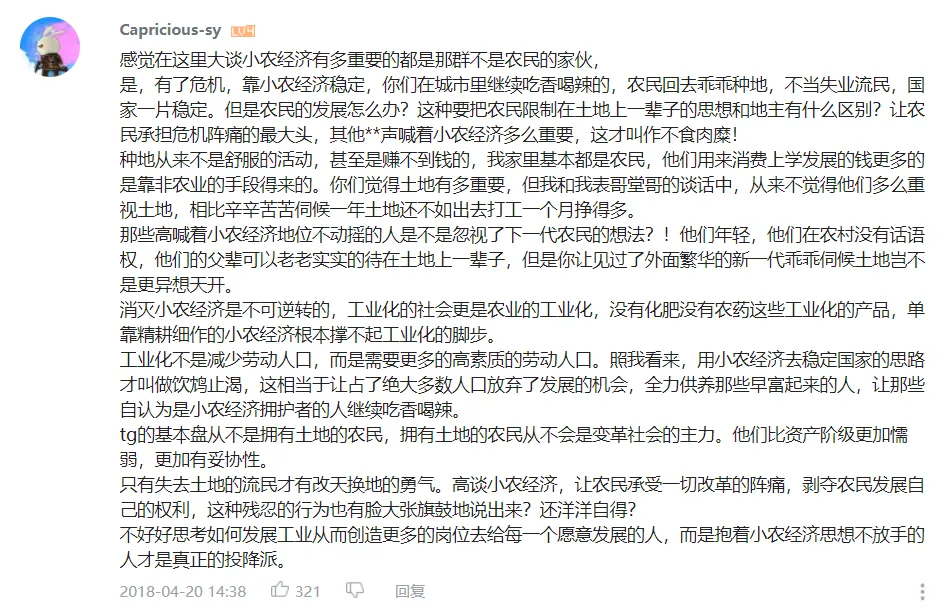 Capricious-sy LV4
感觉在这里大谈小农经济有多重要的都是那群不是农民的家伙，
是，有了危机，靠小农经济稳定，你们在城市里继续吃香喝辣的，农民回去乖乖种地，不当失业流民，国
家一片稳定。但是农民的发展怎么办？这种要把农民限制在土地上一辈子的思想和地主有什么区别？让农
民承担危机阵痛的最大头，其他**声喊着小农经济多么重要，这才叫作不食肉糜！
种地从来不是舒服的活动，甚至是赚不到钱的，我家里基本都是农民，他们用来消费上学发展的钱更多的
是靠非农业的手段得来的。你们觉得土地有多重要，但我和我表哥堂哥的谈话中，从来不觉得他们多么重
视土地，相比辛辛苦苦伺候一年土地还不如出去打工一个月挣得多。
那些高喊着小农经济地位不动摇的人是不是忽视了下一代农民的想法？！他们年轻，他们在农村没有话语
权，他们的父辈可以老老实实的待在土地上一辈子，但是你让见过了外面繁华的新一代乖乖伺候土地岂不
是更异想天开。
消灭小农经济是不可逆转的，工业化的社会更是农业的工业化，没有化肥没有农药这些工业化的产品，单
靠精耕细作的小农经济根本撑不起工业化的脚步。
工业化不是减少劳动人口，而是需要更多的高素质的劳动人口。照我看来，用小农经济去稳定国家的思路
才叫做饮鸩止渴，这相当于让占了绝大多数人口放弃了发展的机会，全力供养那些早富起来的人，让那些
自认为是小农经济拥护者的人继续吃香喝辣。
tg的基本盘从不是拥有土地的农民，拥有土地的农民从不会是变革社会的主力。他们比资产阶级更加懦
弱，更加有妥协性。
只有失去土地的流民才有改天换地的勇气。高谈小农经济，让农民承受一切改革的阵痛，剥夺农民发展自
己的权利，这种残忍的行为也有脸大张旗鼓地说出来？还洋洋自得？
不好好思考如何发展工业从而创造更多的岗位去给每一个愿意发展的人，而是抱着小农经济思想不放手的
人才是真正的投降派。
2018-04-20 14:38 321 回复